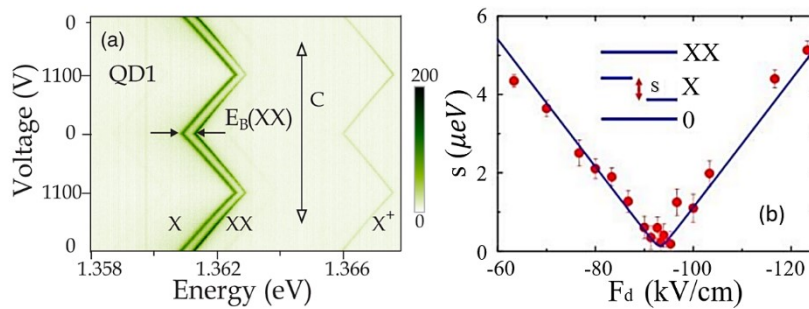 (a)
QD1
C
E_B(XX)
X
XX
X⁺
Voltage (V)
0
1100
0
1100
0
1.358
1.362
1.366
Energy (eV)
200
0
(b)
s (μeV)
6
4
2
0
XX
s
X
0
-60
-80
-100
-120
F_d (kV/cm)